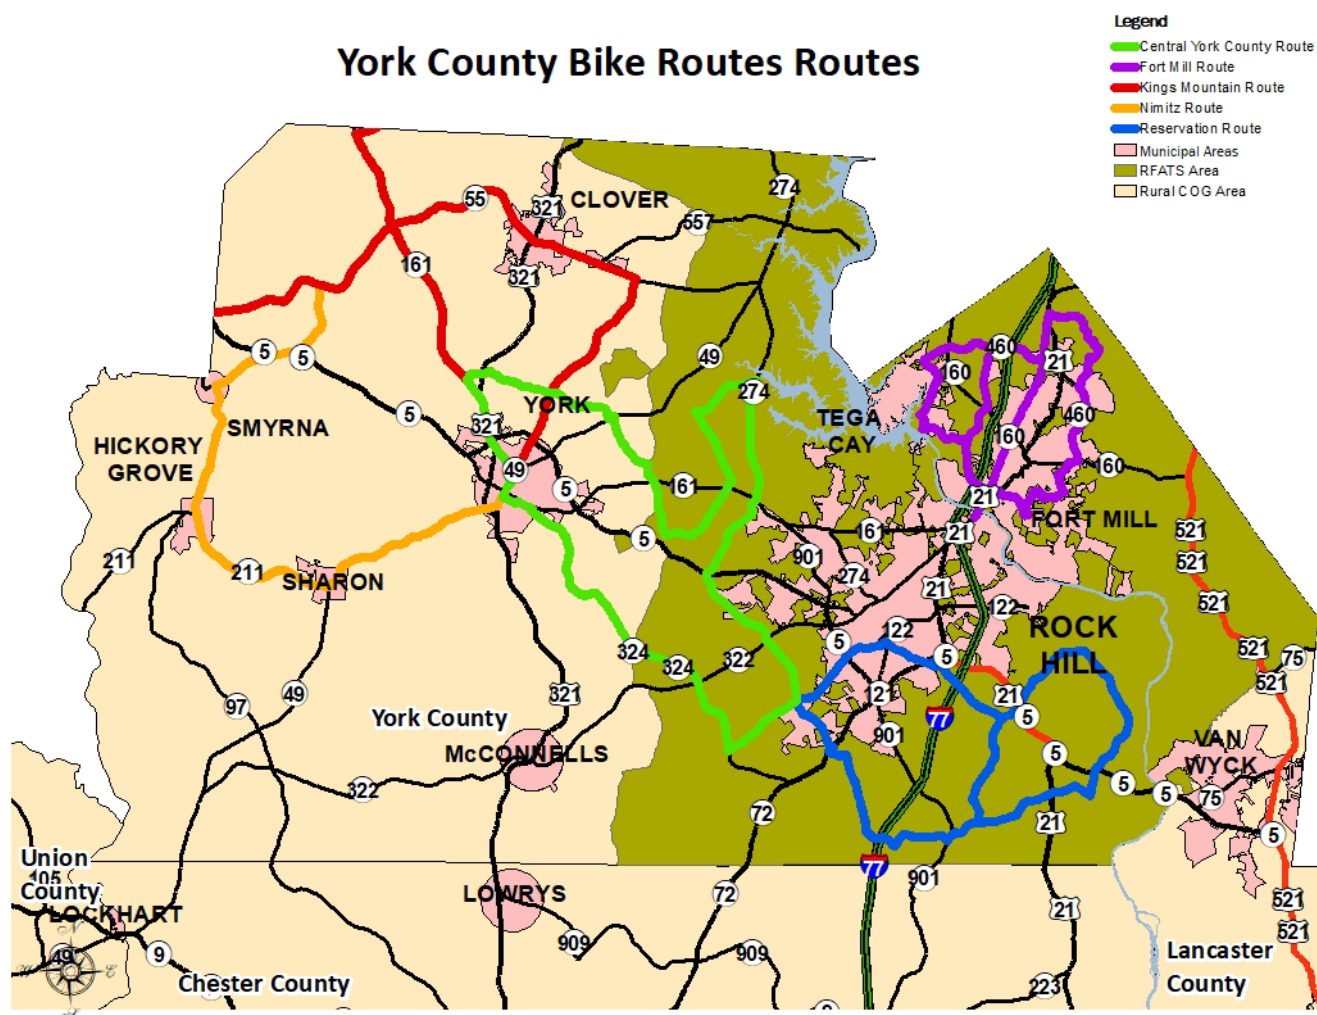 York County Bike Routes Routes
Legend
Central York County Route
Fort Mill Route
Kings Mountain Route
Nimitz Route
Reservation Route
Municipal Areas
RFATS Area
Rural COG Area
274
55
321
CLOVER
557
161
321
460
5
5
49
21
160
274
YORK
5
321
TEGA
CAY
460
SMYRNA
HICKORY
GROVE
160
160
49
161
5
21
FORT MILL
161
21
521
5
901
521
211
211
SHARON
274
21
122
521
ROCK
HILL
122
5
324
324
322
5
521
75
521
49
321
121
21
97
York County
77
5
901
VAN
WYCK
McCONNELLS
5
322
5
5
75
72
21
5
Union
County
105
77
901
LOWRYS
72
521
LOCKHART
21
909
909
521
49
E
9
Chester County
223
Lancaster
County